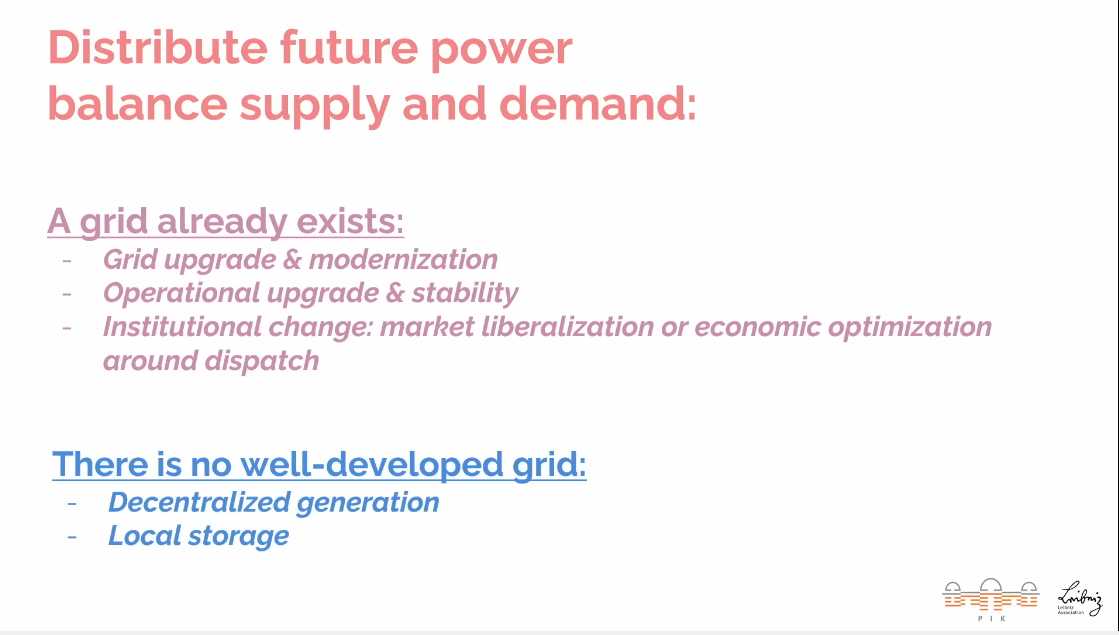 Distribute future power
balance supply and demand:
A grid already exists:
- Grid upgrade & modernization
- Operational upgrade & stability
- Institutional change: market liberalization or economic optimization
around dispatch
There is no well-developed grid:
- Decentralized generation
- Local storage
P I K
Leibniz
Leibniz
Association